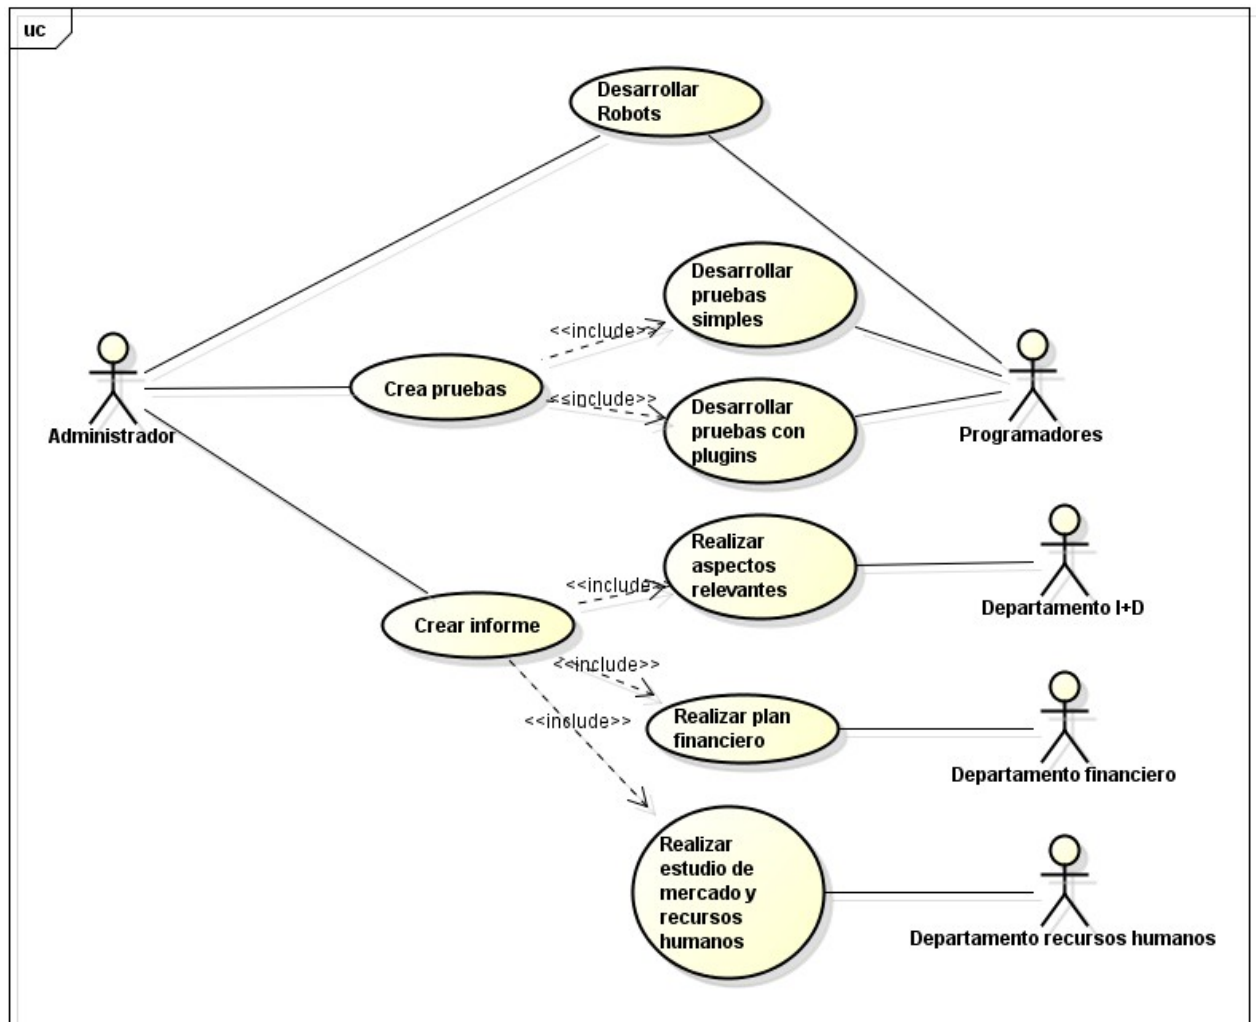 uc
Desarrollar
Robots
Desarrollar
pruebas
simples
<<include>>
Crea pruebas
<<include>>
Desarrollar
pruebas con
plugins
Administrador
Programadores
Realizar
aspectos
relevantes
<<include>>
Departamento I+D
Crear informe
<<include>>
<<include>>
Realizar plan
financiero
Departamento financiero
Realizar
estudio de
mercado y
recursos
humanos
Departamento recursos humanos